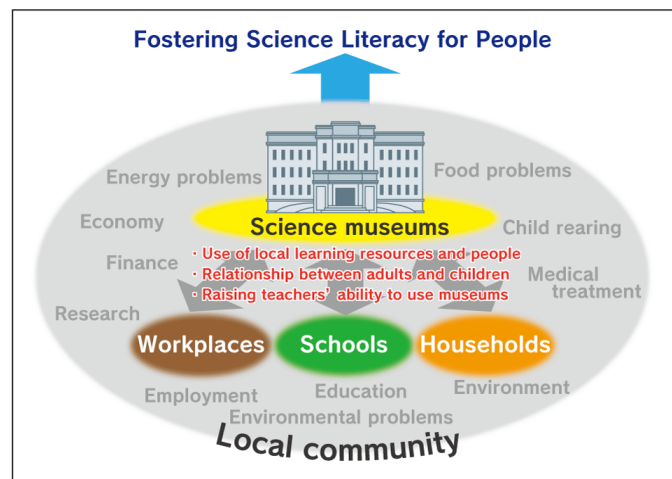 Fostering Science Literacy for People
Energy problems
Food problems
Economy
Science museums
Child rearing
・Use of local learning resources and people
Finance
・Relationship between adults and children
Medical
treatment
・Raising teachers' ability to use museums
Research
Workplaces
Schools
Households
Employment
Education
Environment
Environmental problems
Local community